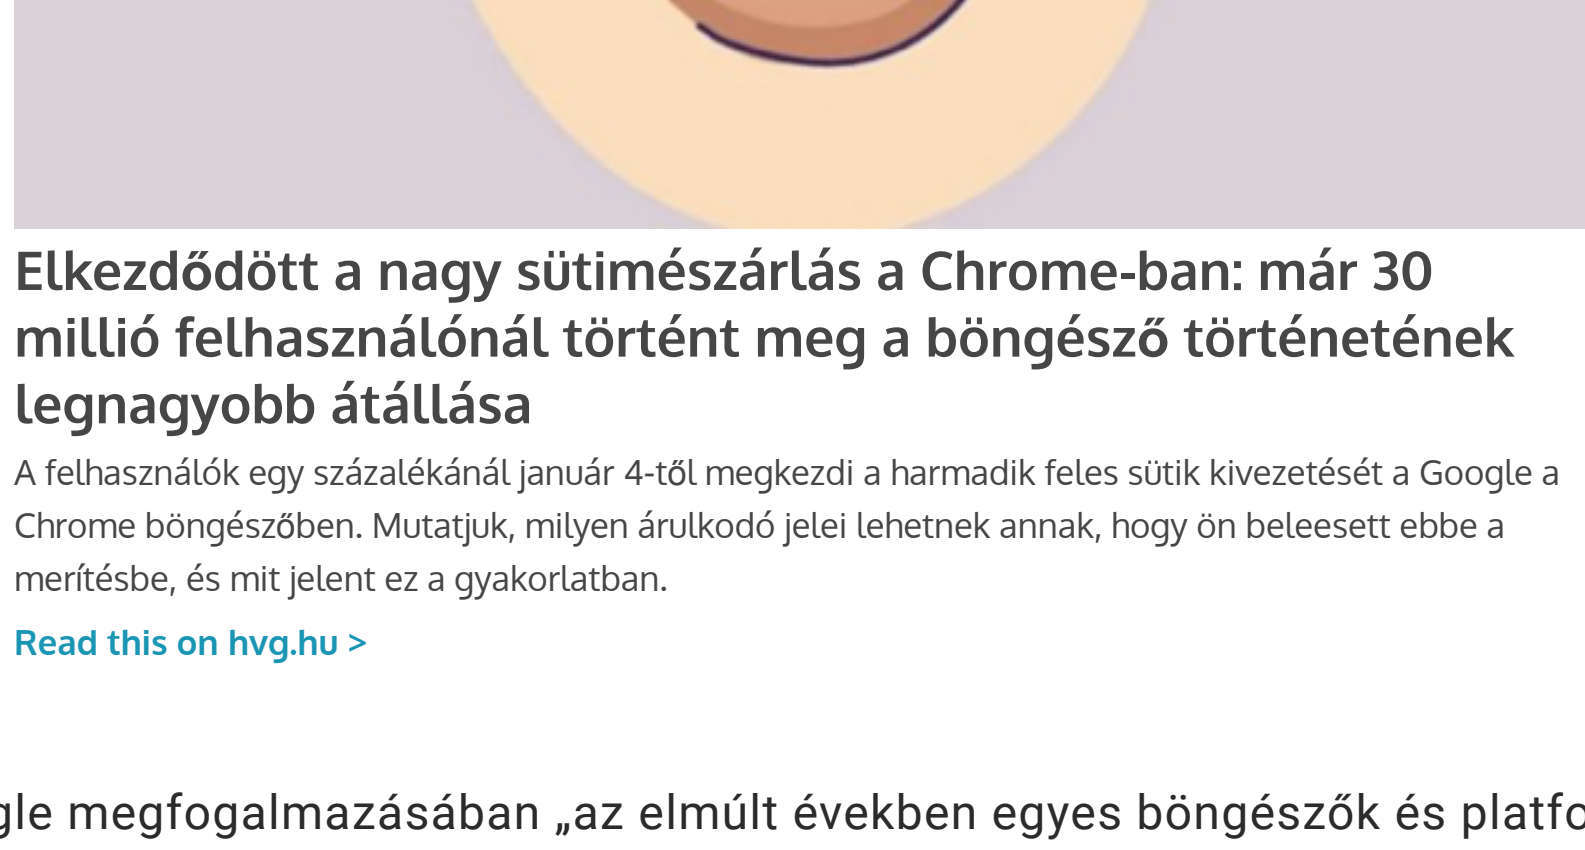 Elkezdődött a nagy sütimészárlás a Chrome-ban: már 30
millió felhasználónál történt meg a böngésző történetének
legnagyobb átállása
A felhasználók egy százalékánál január 4-től megkezdi a harmadik feles sütik kivezetését a Google a
Chrome böngészőben. Mutatjuk, milyen árulkodó jelei lehetnek annak, hogy ön beleesett ebbe a
merítésbe, és mit jelent ez a gyakorlatban.
Read this on hvg.hu >
megfogalmazásában „az elmúlt években egyes böngészők és